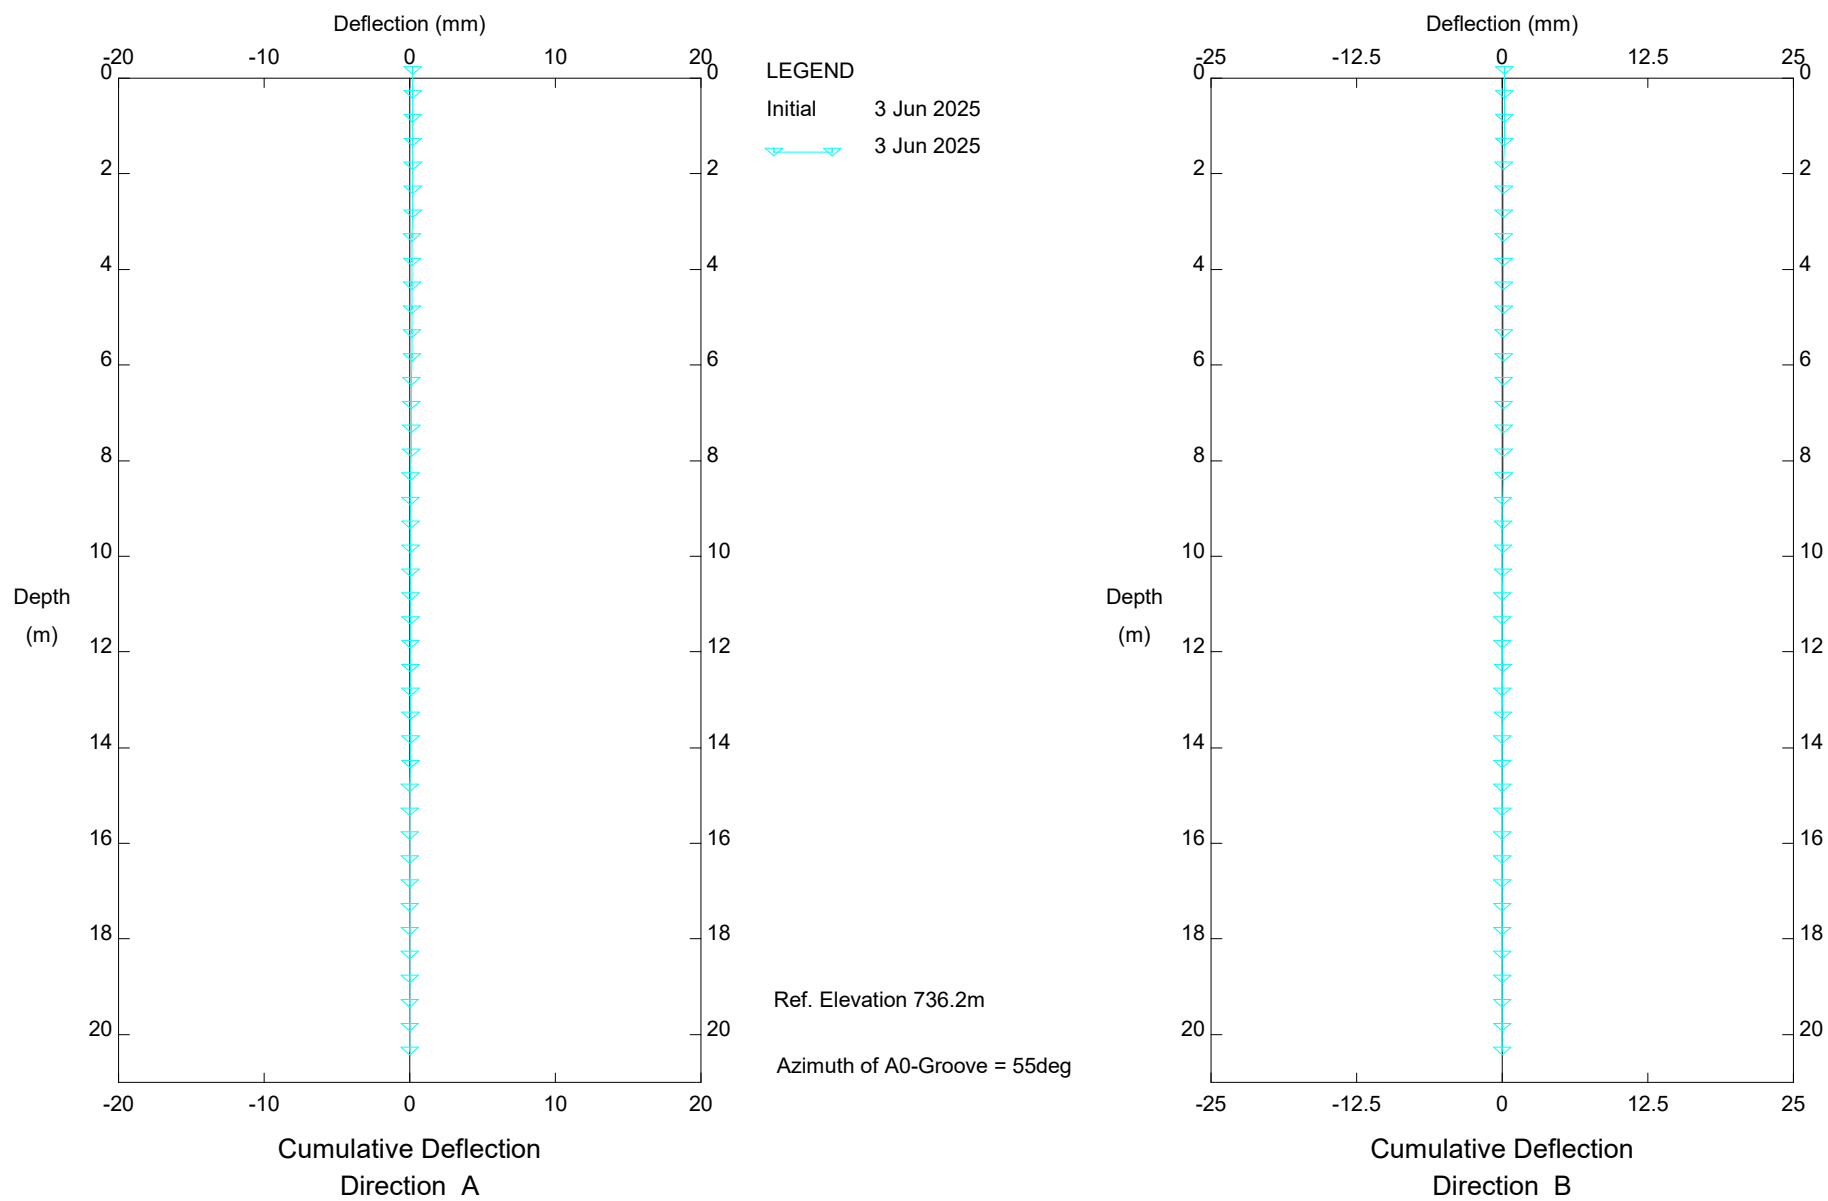 Deflection (mm)
-20 -10 0 10 20
0 0
2 2
4 4
6 6
8 8
10 10
Depth
(m)
12 12
14 14
16 16
18 18
20 20
-20 -10 0 10 20
Cumulative Deflection
Direction A
LEGEND
Initial 3 Jun 2025
3 Jun 2025
Ref. Elevation 736.2m
Azimuth of A0-Groove = 55deg
Deflection (mm)
-25 -12.5 0 12.5 25
0 0
2 2
4 4
6 6
8 8
10 10
Depth
(m)
12 12
14 14
16 16
18 18
20 20
-25 -12.5 0 12.5 25
Cumulative Deflection
Direction B